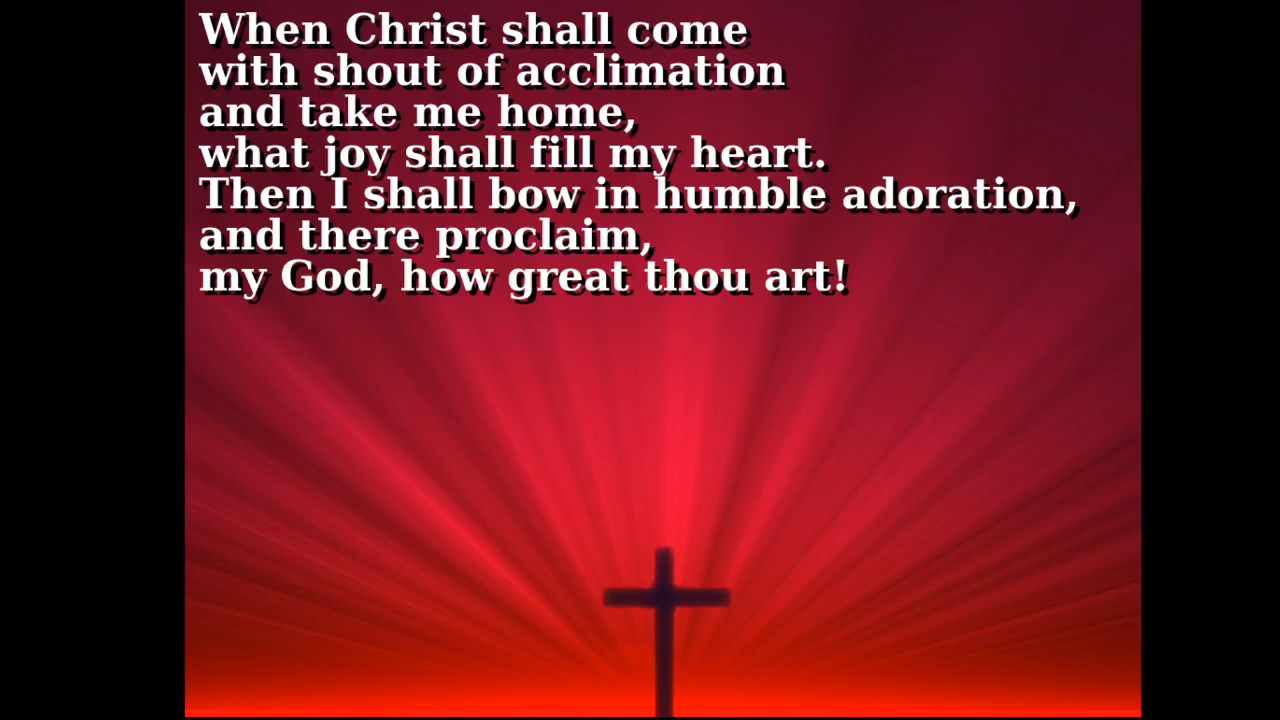 When Christ shall come
with shout of acclimation
and take me home,
what joy shall fill my heart.
Then I shall bow in humble adoration,
and there proclaim,
my God, how great thou art!